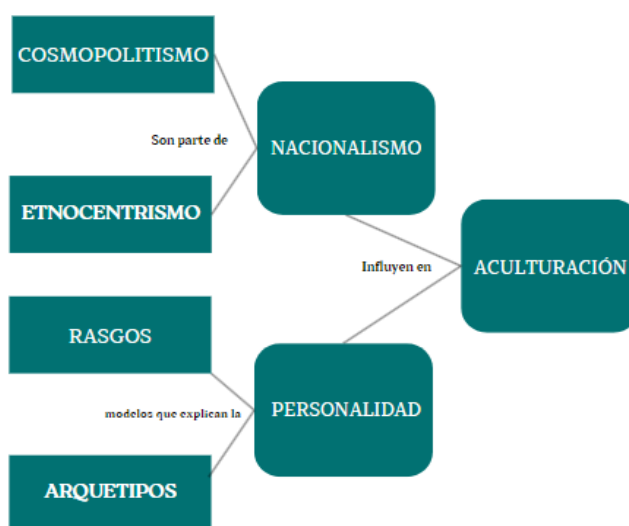 COSMOPOLITISMO
Son parte de
NACIONALISMO
ETNOCENTRISMO
Influyen en
ACULTURACIÓN
RASGOS
modelos que explican la
PERSONALIDAD
ARQUETIPOS